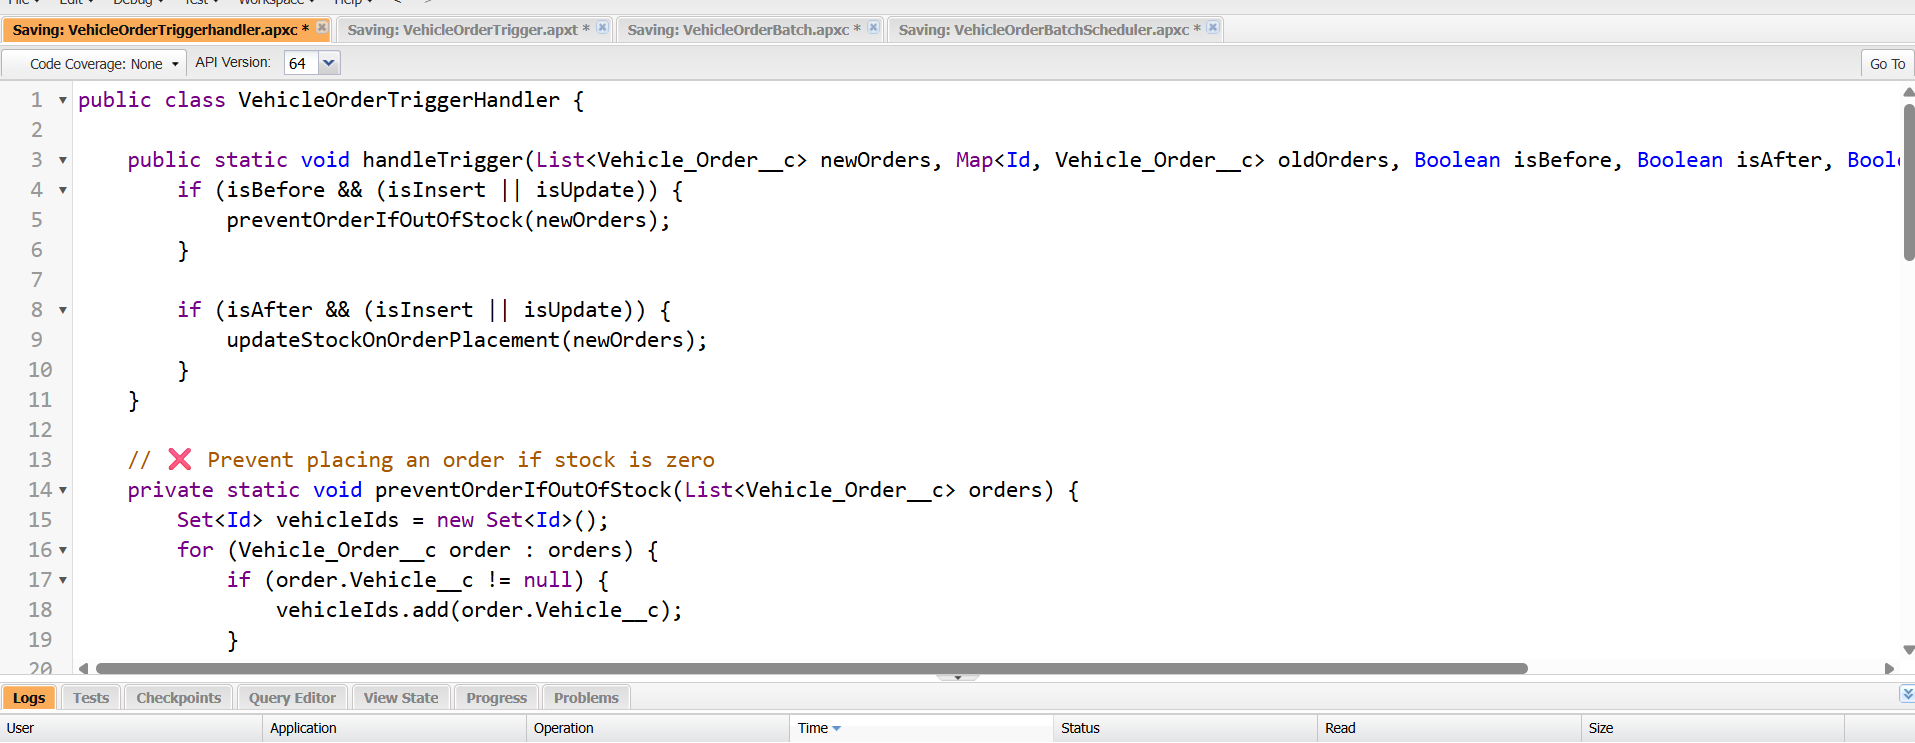 File Edit Debug Test Workspace Help < >
Saving: VehicleOrderTriggerhandler.apxc * Saving: VehicleOrderTrigger.apxt * Saving: VehicleOrderBatch.apxc * Saving: VehicleOrderBatchScheduler.apxc *
Code Coverage: None API Version: 64 Go To
1 public class VehicleOrderTriggerHandler {
2
3 public static void handleTrigger(List<Vehicle_Order__c> newOrders, Map<Id, Vehicle_Order__c> oldOrders, Boolean isBefore, Boolean isAfter, Bool
4 if (isBefore && (isInsert || isUpdate)) {
5 preventOrderIfOutOfStock(newOrders);
6 }
7
8 if (isAfter && (isInsert || isUpdate)) {
9 updateStockOnOrderPlacement(newOrders);
10 }
11 }
12
13 // ❌ Prevent placing an order if stock is zero
14 private static void preventOrderIfOutOfStock(List<Vehicle_Order__c> orders) {
15 Set<Id> vehicleIds = new Set<Id>();
16 for (Vehicle_Order__c order : orders) {
17 if (order.Vehicle__c != null) {
18 vehicleIds.add(order.Vehicle__c);
19 }
20
Logs Tests Checkpoints Query Editor View State Progress Problems
User Application Operation Time Status Read Size